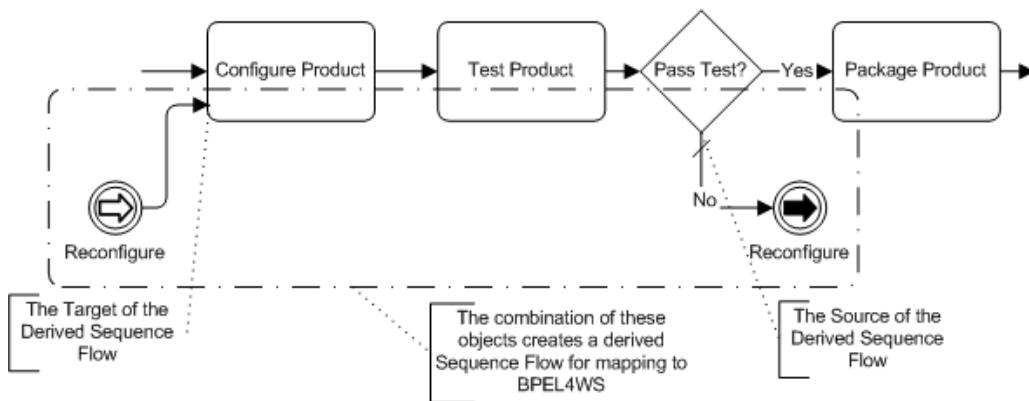 Configure Product
Test Product
Pass Test?
Yes
Package Product
No
Reconfigure
Reconfigure
The Target of the
Derived Sequence
Flow
The combination of these
objects creates a derived
Sequence Flow for mapping to
BPEL4WS
The Source of the
Derived Sequence
Flow